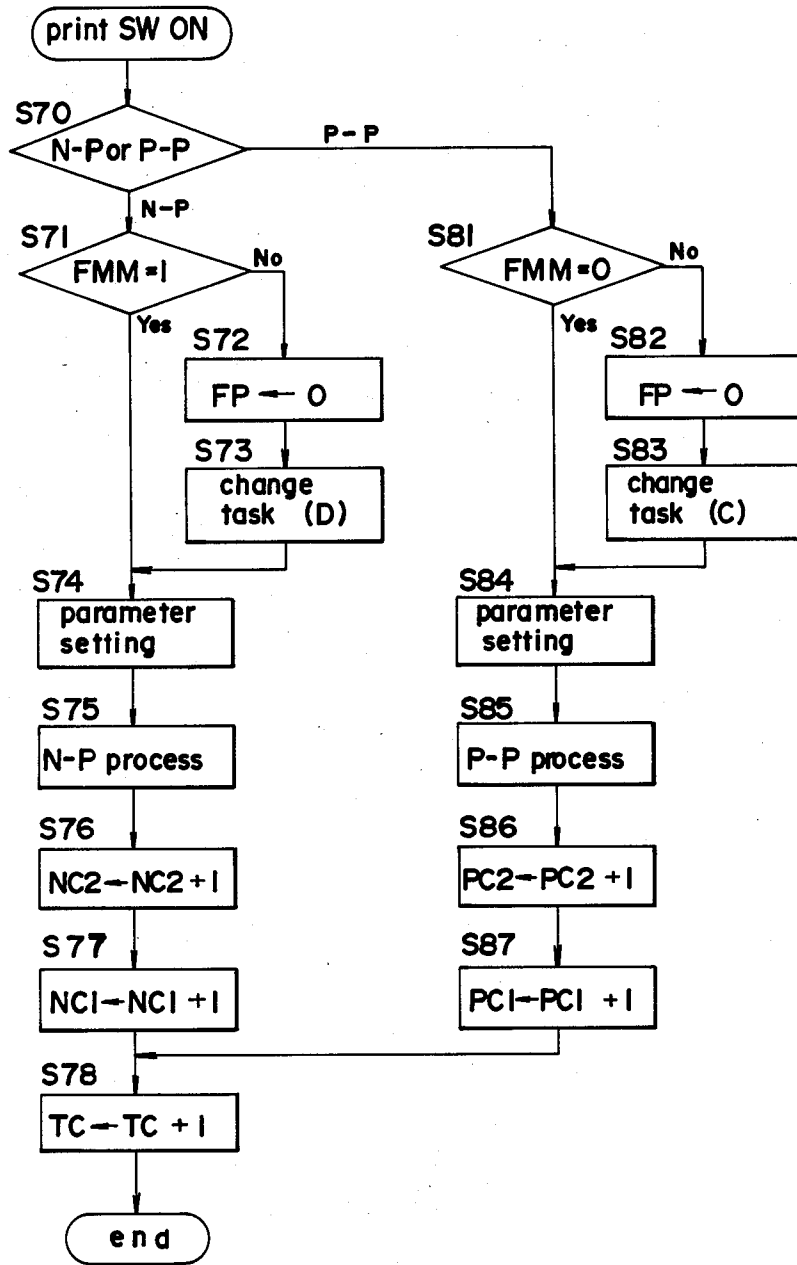 print SW ON
S70
N-P or P-P
P-P
N-P
S71
FMM=1
No
Yes
S72
FP ← 0
S73
change
task (D)
S74
parameter
setting
S75
N-P process
S76
NC2←NC2+1
S77
NC1←NC1+1
S81
FMM=0
No
Yes
S82
FP ← 0
S83
change
task (C)
S84
parameter
setting
S85
P-P process
S86
PC2←PC2+1
S87
PC1←PC1+1
S78
TC←TC+1
end